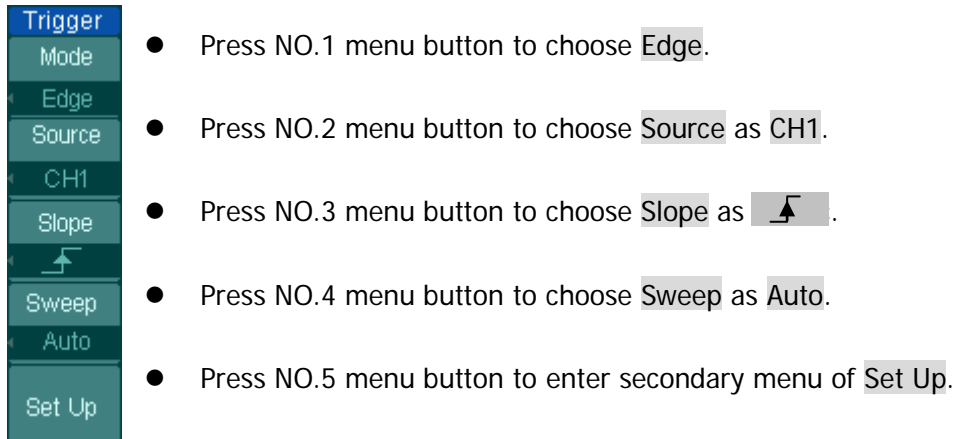 Trigger
Mode
Edge
Source
CH1
Slope
Sweep
Auto
Set Up
● Press NO.1 menu button to choose Edge.
● Press NO.2 menu button to choose Source as CH1.
● Press NO.3 menu button to choose Slope as .
● Press NO.4 menu button to choose Sweep as Auto.
● Press NO.5 menu button to enter secondary menu of Set Up.